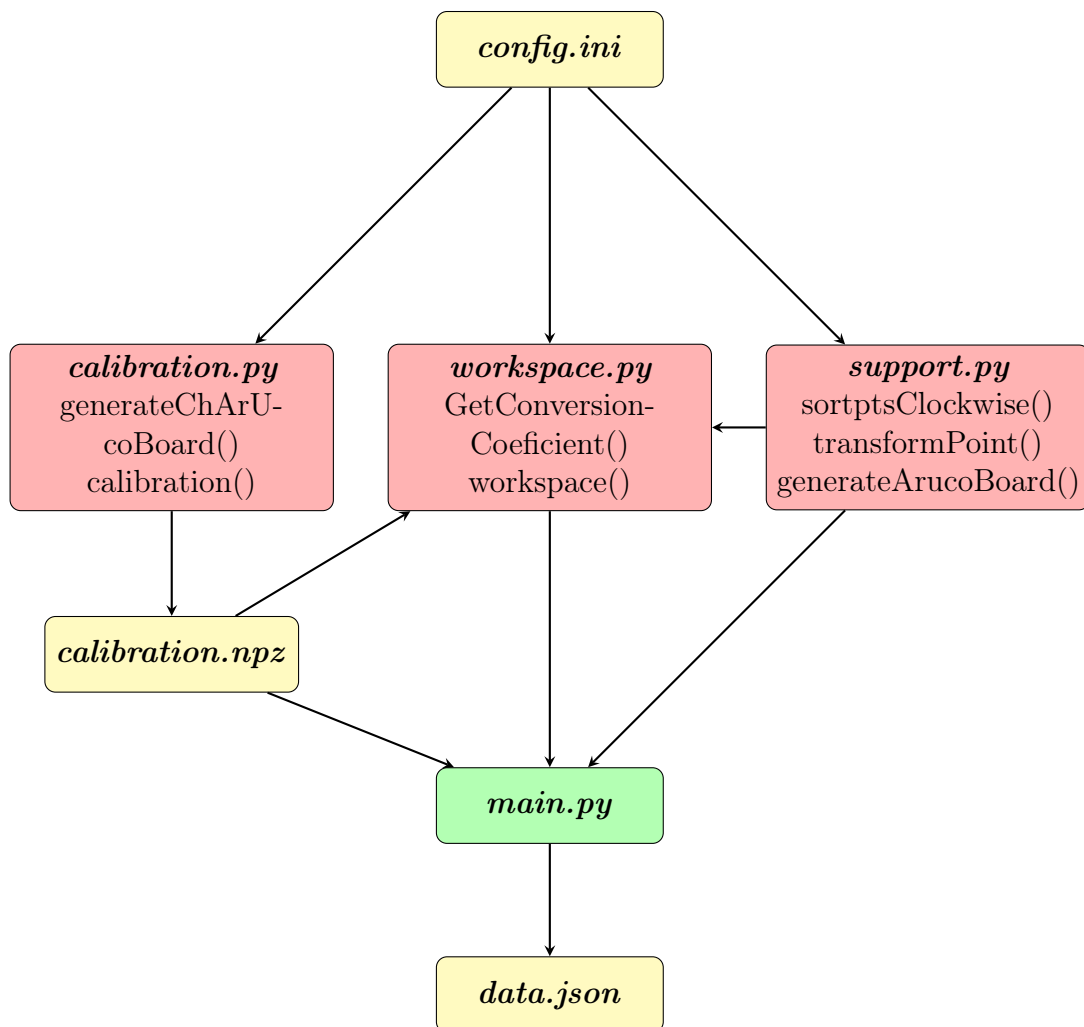 config.ini
calibration.py
generateChArU-
coBoard()
calibration()
workspace.py
GetConversion-
Coeficient()
workspace()
support.py
sortptsClockwise()
transformPoint()
generateArucoBoard()
calibration.npz
main.py
data.json